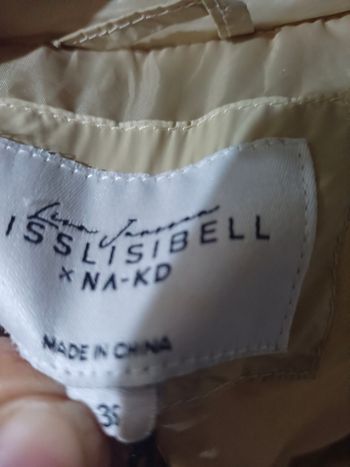 ISSLISIBELL
× NA-KD
MADE IN CHINA